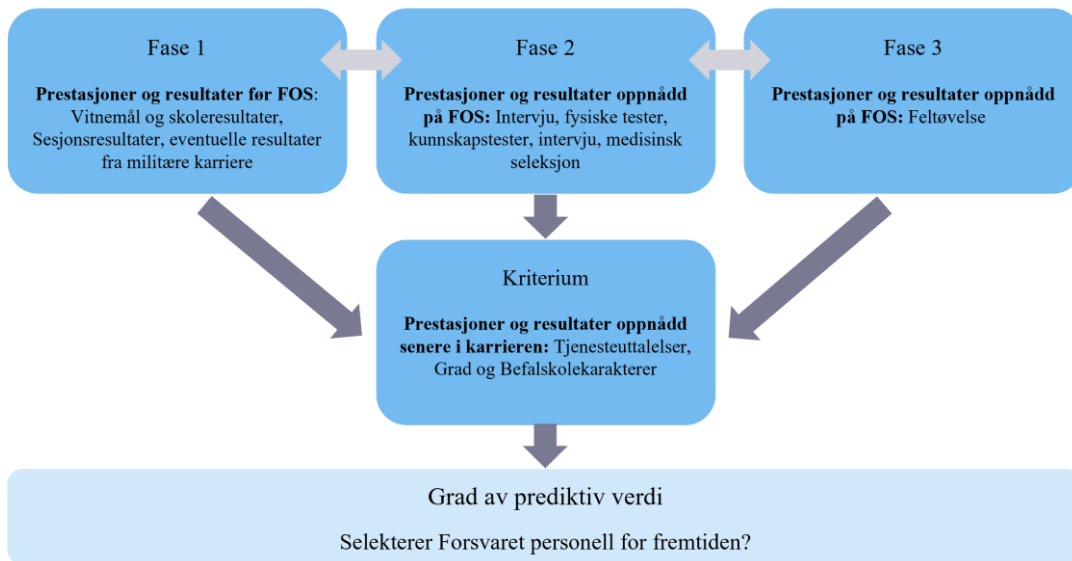 Fase 1
Prestasjoner og resultater før FOS:
Vitnemål og skoleresultater,
Sesjonsresultater, eventuelle resultater
fra militære karriere
Fase 2
Prestasjoner og resultater oppnådd
på FOS: Intervju, fysiske tester,
kunnskapstester, intervju, medisinsk
seleksjon
Fase 3
Prestasjoner og resultater oppnådd
på FOS: Feltøvelse
Kriterium
Prestasjoner og resultater oppnådd
senere i karrieren: Tjenesteuttalelser,
Grad og Befalskolekarakterer
Grad av prediktiv verdi
Selekterer Forsvaret personell for fremtiden?